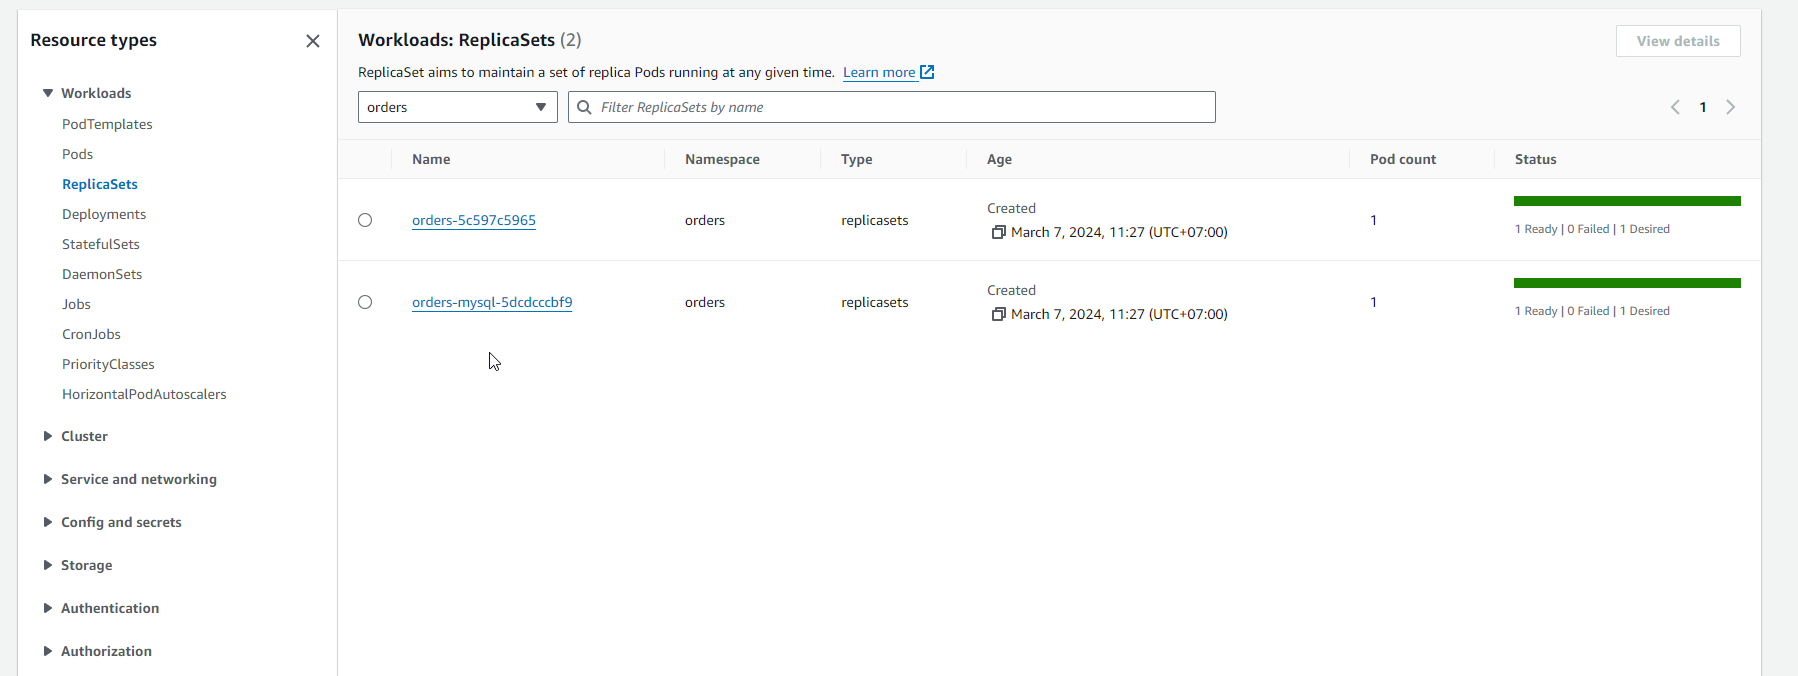 Resource types
Workloads
PodTemplates
Pods
ReplicaSets
Deployments
StatefulSets
DaemonSets
Jobs
CronJobs
PriorityClasses
HorizontalPodAutoscalers
Cluster
Service and networking
Config and secrets
Storage
Authentication
Authorization
Workloads: ReplicaSets (2)
View details
ReplicaSet aims to maintain a set of replica Pods running at any given time. Learn more
orders
Filter ReplicaSets by name
1
Name Namespace Type Age Pod count Status
orders-5c597c5965 orders replicasets Created
March 7, 2024, 11:27 (UTC+07:00) 1
1 Ready | 0 Failed | 1 Desired
orders-mysql-5dcdcccbf9 orders replicasets Created
March 7, 2024, 11:27 (UTC+07:00) 1
1 Ready | 0 Failed | 1 Desired